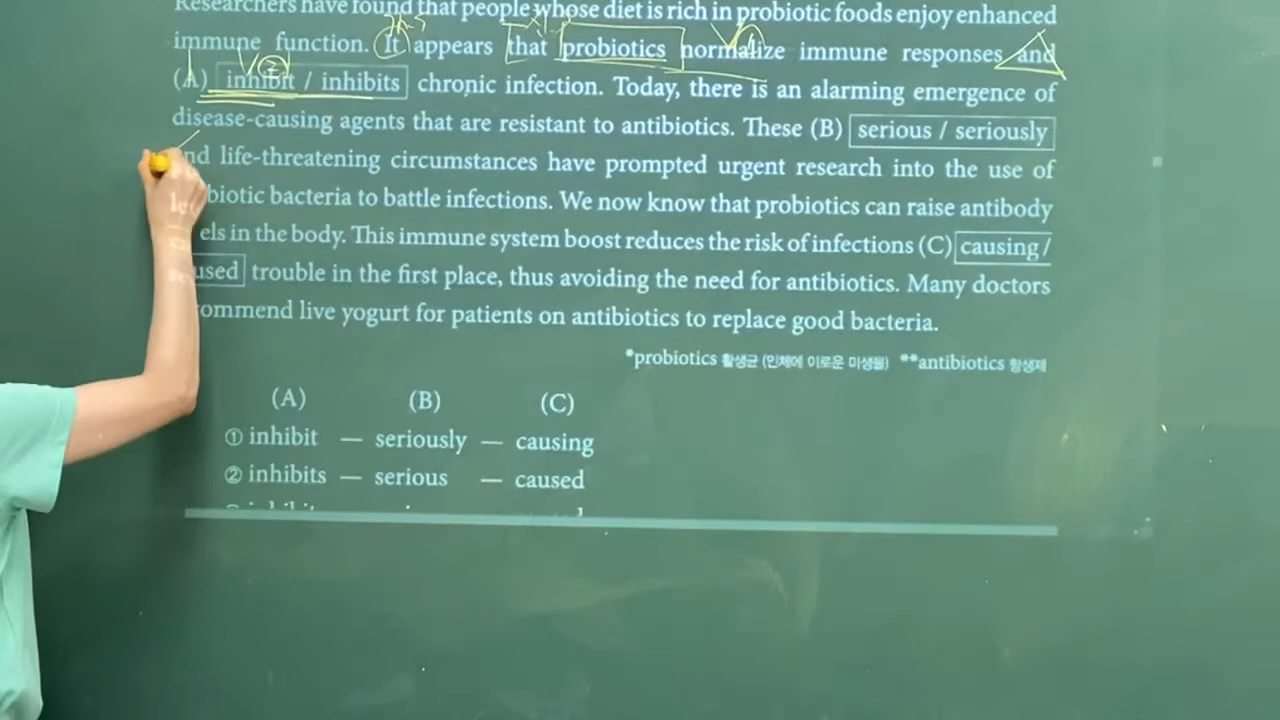 Researchers have found that people whose diet is rich in probiotic foods enjoy enhanced
immune function. It appears that probiotics normalize immune responses and
(A) inhibit / inhibits chronic infection. Today, there is an alarming emergence of
disease-causing agents that are resistant to antibiotics. These (B) serious / seriously
nd life-threatening circumstances have prompted urgent research into the use of
biotic bacteria to battle infections. We now know that probiotics can raise antibody
els in the body. This immune system boost reduces the risk of infections (C) causing /
used trouble in the first place, thus avoiding the need for antibiotics. Many doctors
ommend live yogurt for patients on antibiotics to replace good bacteria.
*probiotics 활생균 (인체에 이로운 미생물) **antibiotics 항생제
(A) (B) (C)
① inhibit — seriously — causing
② inhibits — serious — caused